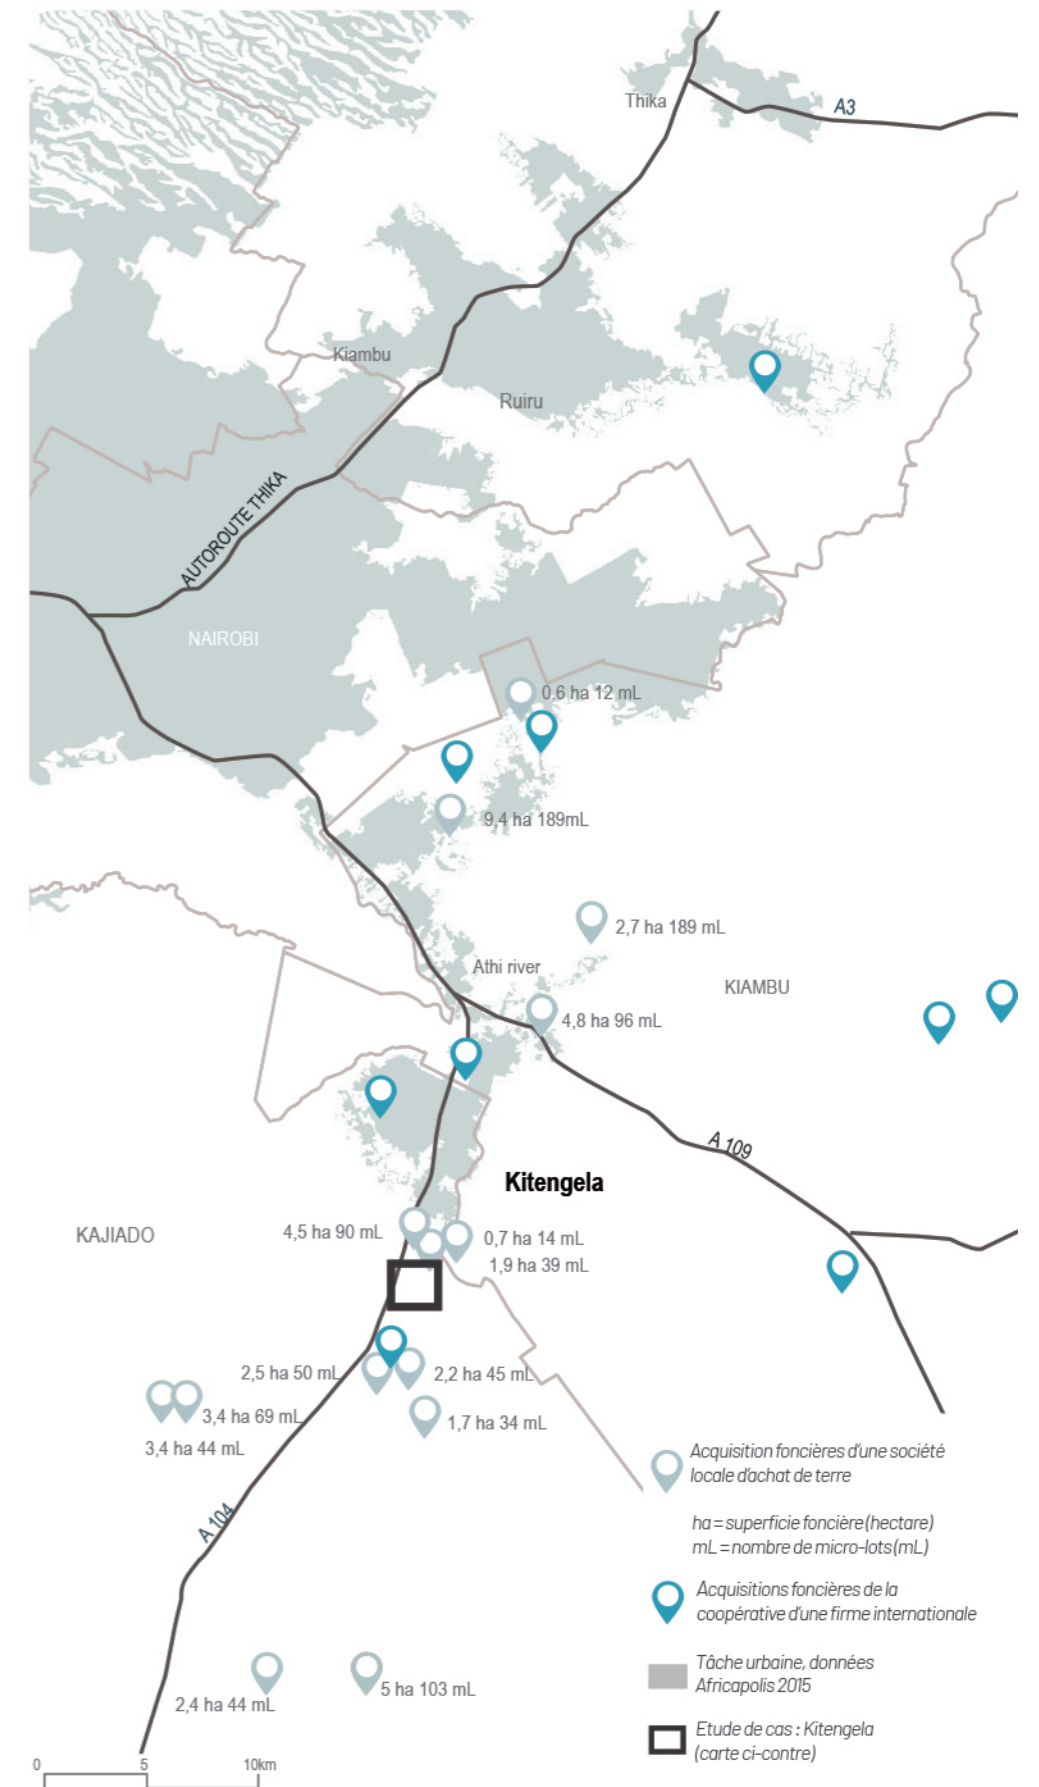 Thika
A3
Kiambu
Ruiru
AUTOROUTE THIKA
NAIROBI
0,6 ha 12 mL
9,4 ha 189mL
2,7 ha 189 mL
Athi river
KIAMBU
4,8 ha 96 mL
A 109
Kitengela
KAJIADO
4,5 ha 90 mL
0,7 ha 14 mL
1,9 ha 39 mL
2,5 ha 50 mL
2,2 ha 45 mL
3,4 ha 69 mL
1,7 ha 34 mL
3,4 ha 44 mL
A 104
Acquisition foncières d'une société
locale d'achat de terre
ha = superficie foncière (hectare)
mL = nombre de micro-lots (mL)
Acquisitions foncières de la
coopérative d'une firme internationale
Tâche urbaine, données
Africapolis 2015
Etude de cas : Kitengela
(carte ci-contre)
5 ha 103 mL
2,4 ha 44 mL
0 5 10km